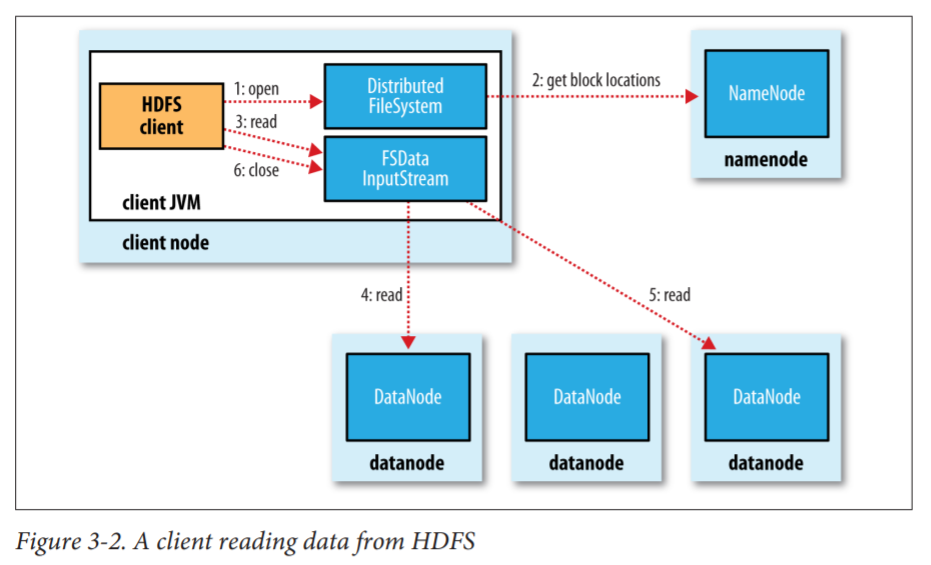 HDFS
client
1: open
3: read
6: close
Distributed
FileSystem
FSData
InputStream
client JVM
client node
2: get block locations
NameNode
namenode
4: read
5: read
DataNode
datanode
DataNode
datanode
DataNode
datanode
Figure 3-2. A client reading data from HDFS